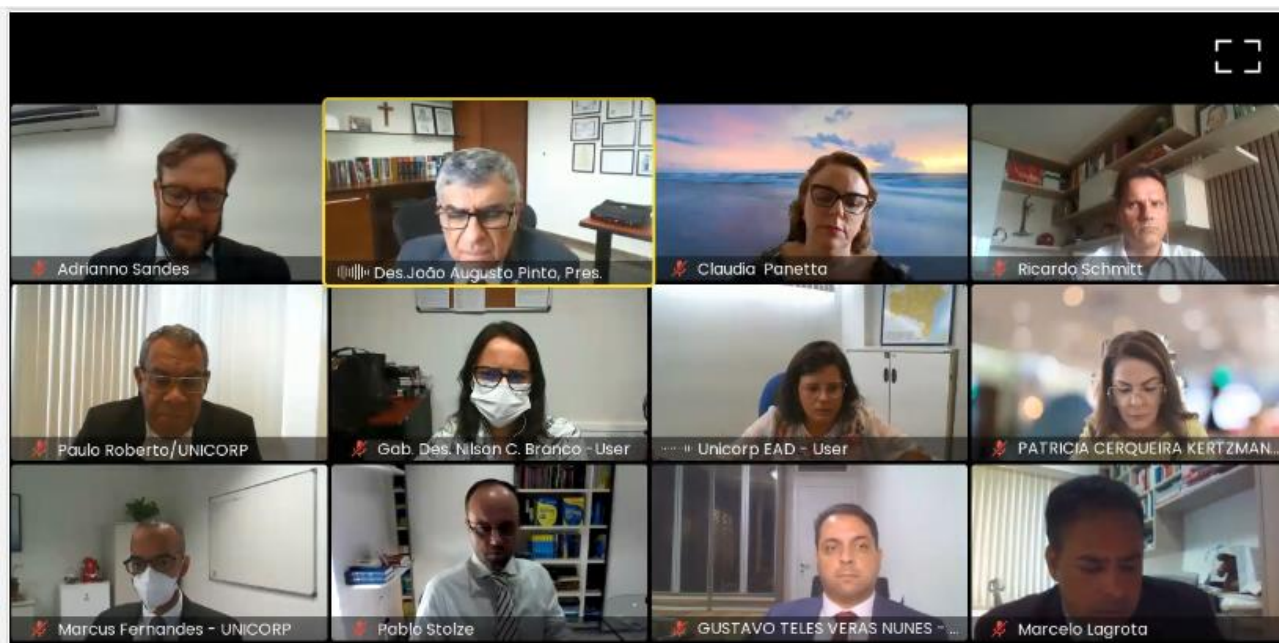 Adrianno Sandes
Des.João Augusto Pinto, Pres.
Claudia Panetta
Ricardo Schmitt
Paulo Roberto/UNICORP
Gab. Des. Nilson C. Branco - User
Unicorp EAD - User
PATRICIA CERQUEIRA KERTZMAN...
Marcus Fernandes - UNICORP
Pablo Stolze
GUSTAVO TELES VERAS NUNES - ...
Marcelo Lagrota